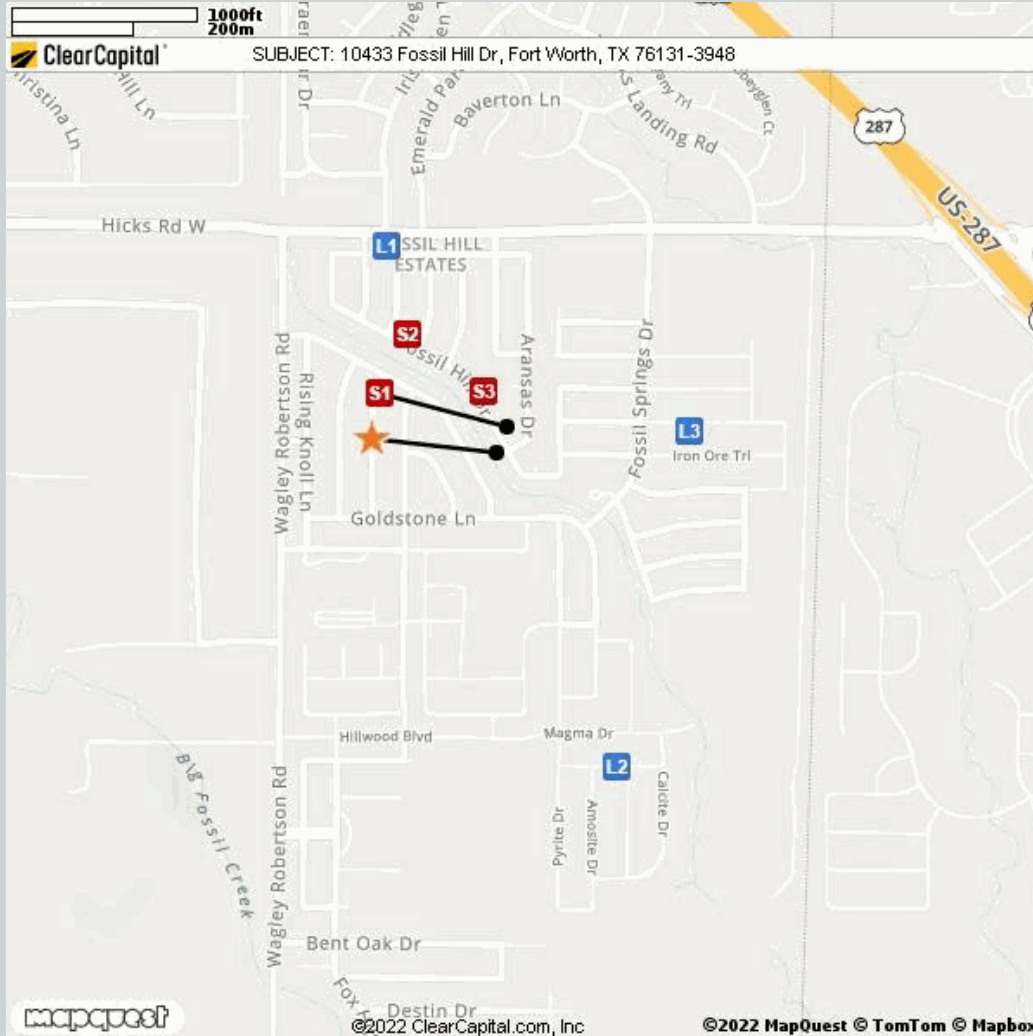 1000ft
200m
ClearCapital
SUBJECT: 10433 Fossil Hill Dr, Fort Worth, TX 76131-3948
Hill Ln
Baverton Ln
Landing Rd
287
US-287
Hicks Rd W
L1
SSIL HILL
ESTATES
S2
S1
S3
Aransas Dr
Fossil Springs Dr
L3
Iron Ore Trl
Wagley Robertson Rd
Rising Knoll Ln
Goldstone Ln
Hillwood Blvd
Magma Dr
L2
Big Fossil Creek
Wagley Robertson Rd
Pyrite Dr
Amosite Dr
Calcite Dr
Bent Oak Dr
Destin Dr
mapquest
©2022 ClearCapital.com, Inc
©2022 MapQuest © TomTom © Mapbox